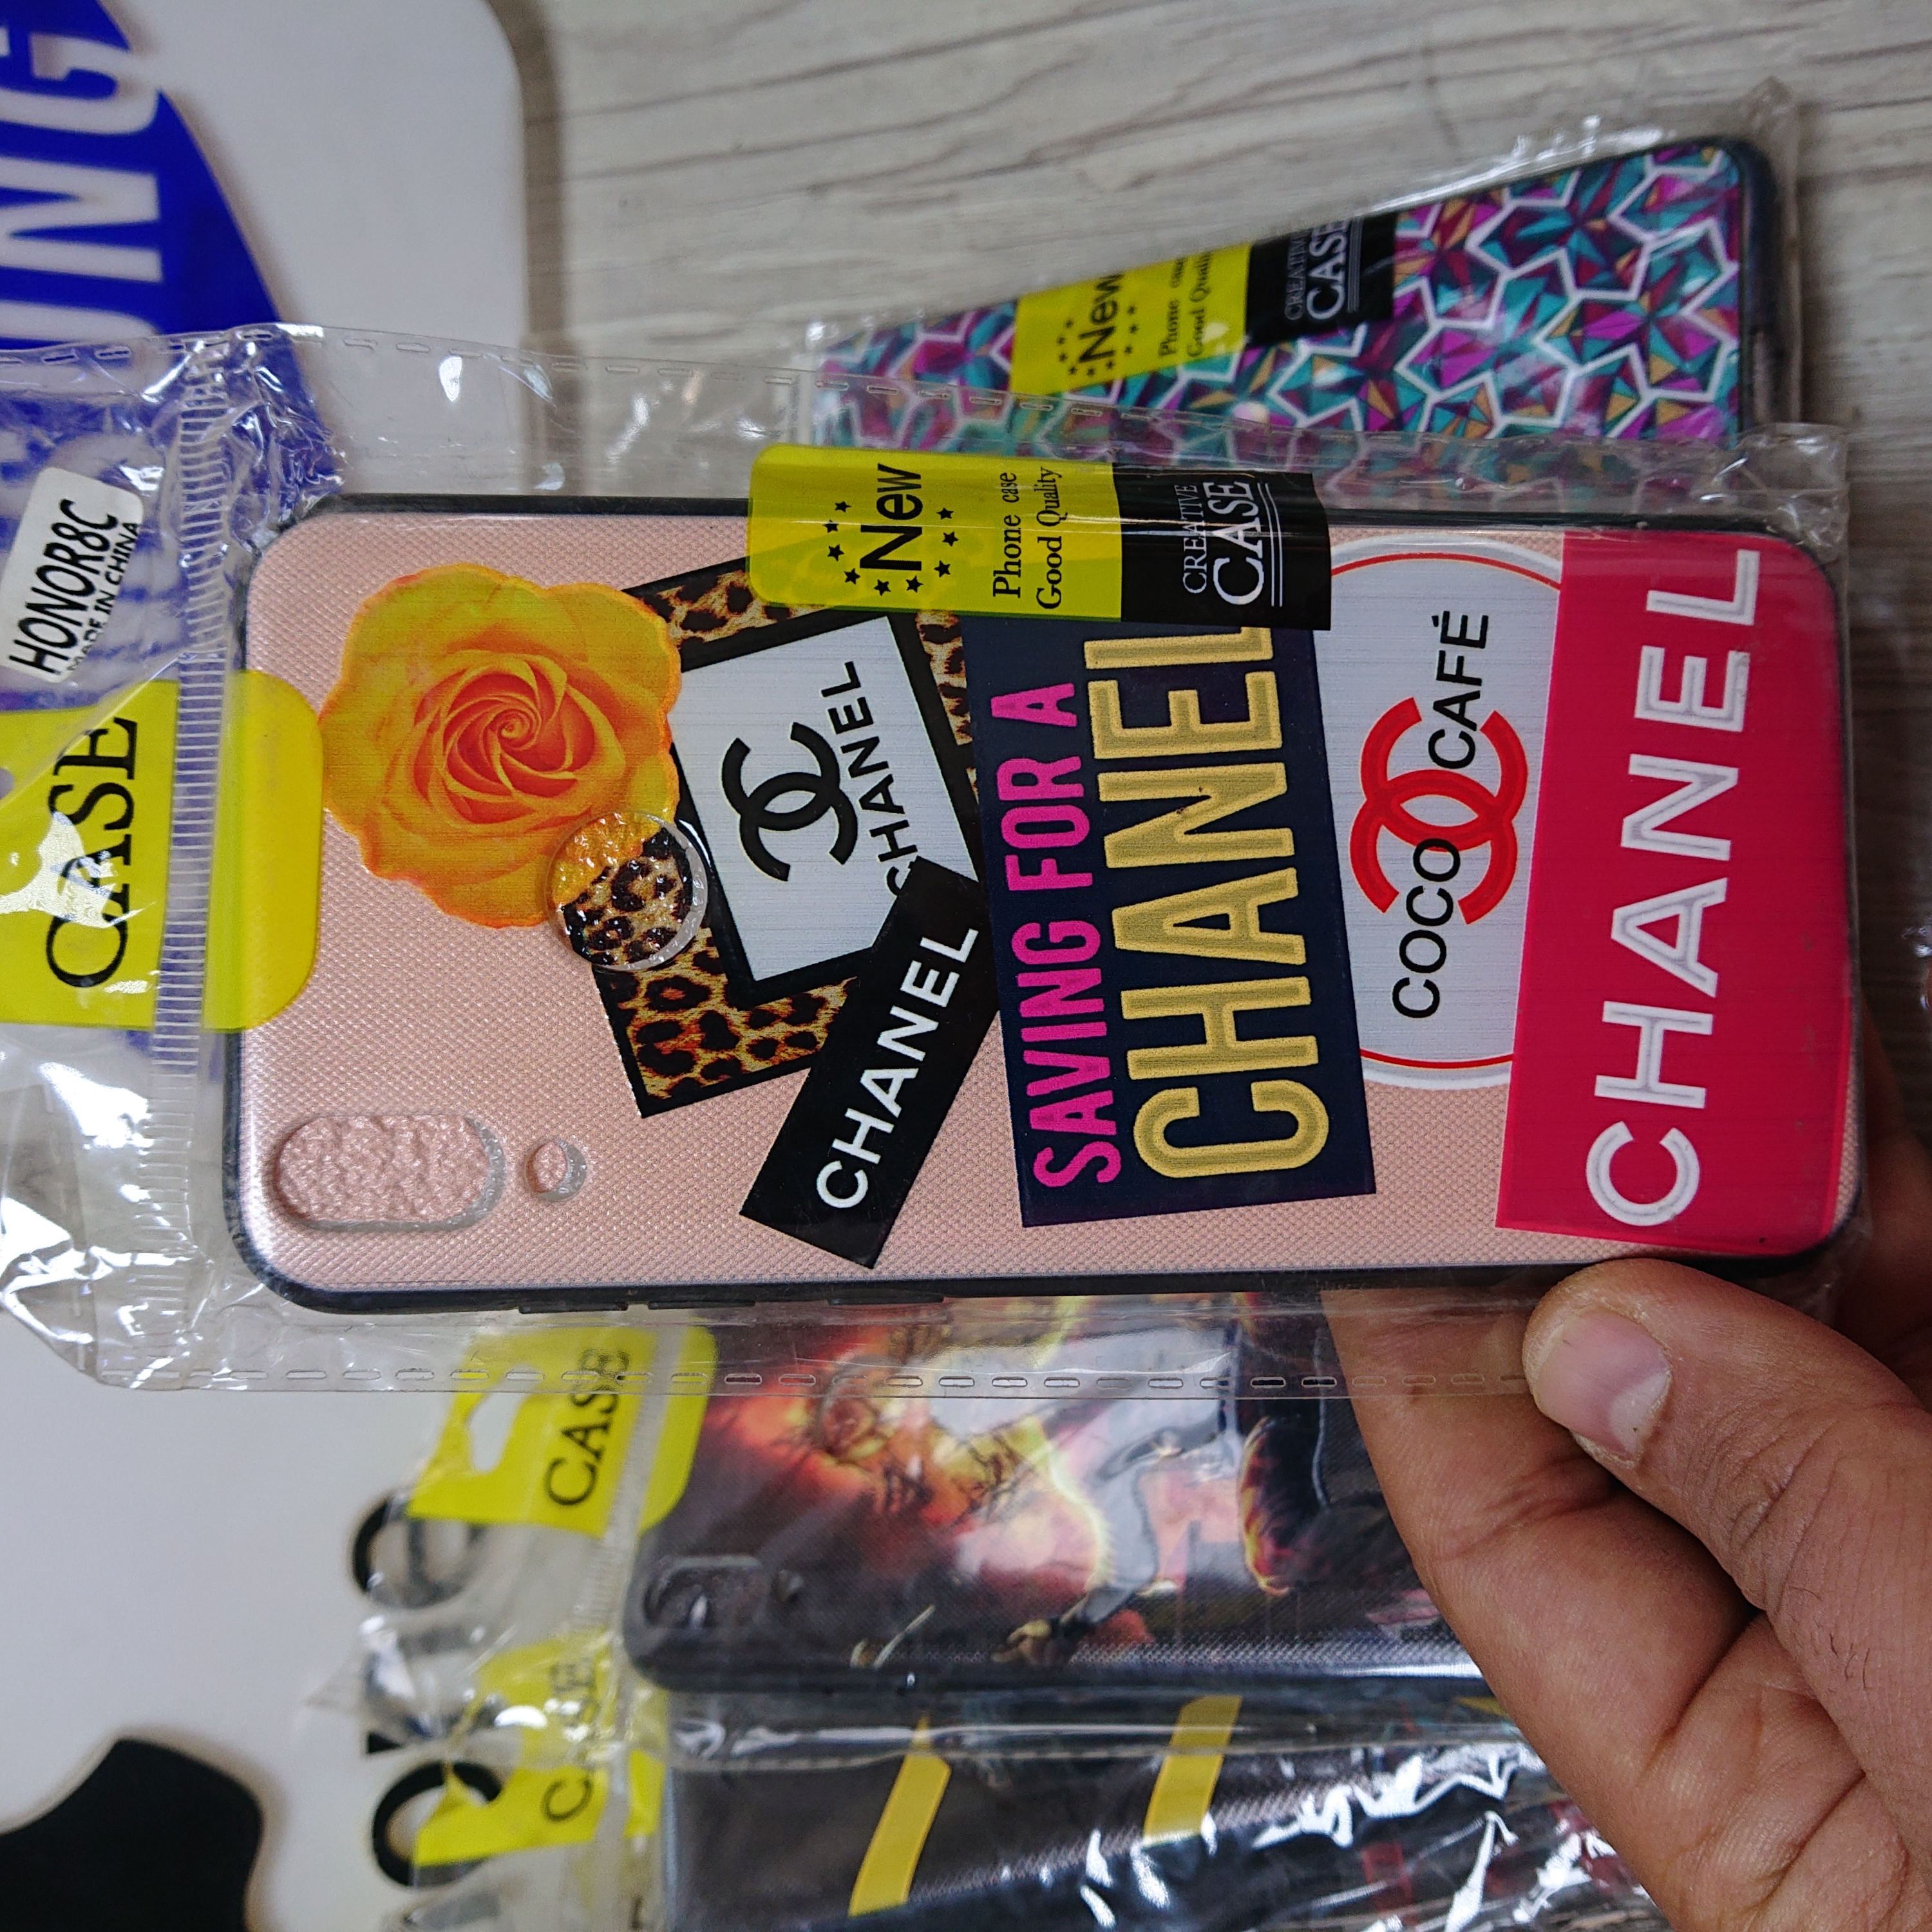 UNG
HONOR8C
MADE IN CHINA
CASE
New
Phone case
Good Quality
CREATIVE
CASE
CHANEL
CHANEL
SAVING FOR A
CHANEL
COCO CAFÉ
CHANEL
New
Phone case
Good Quality
CREATIVE
CASE
CASE
CASE